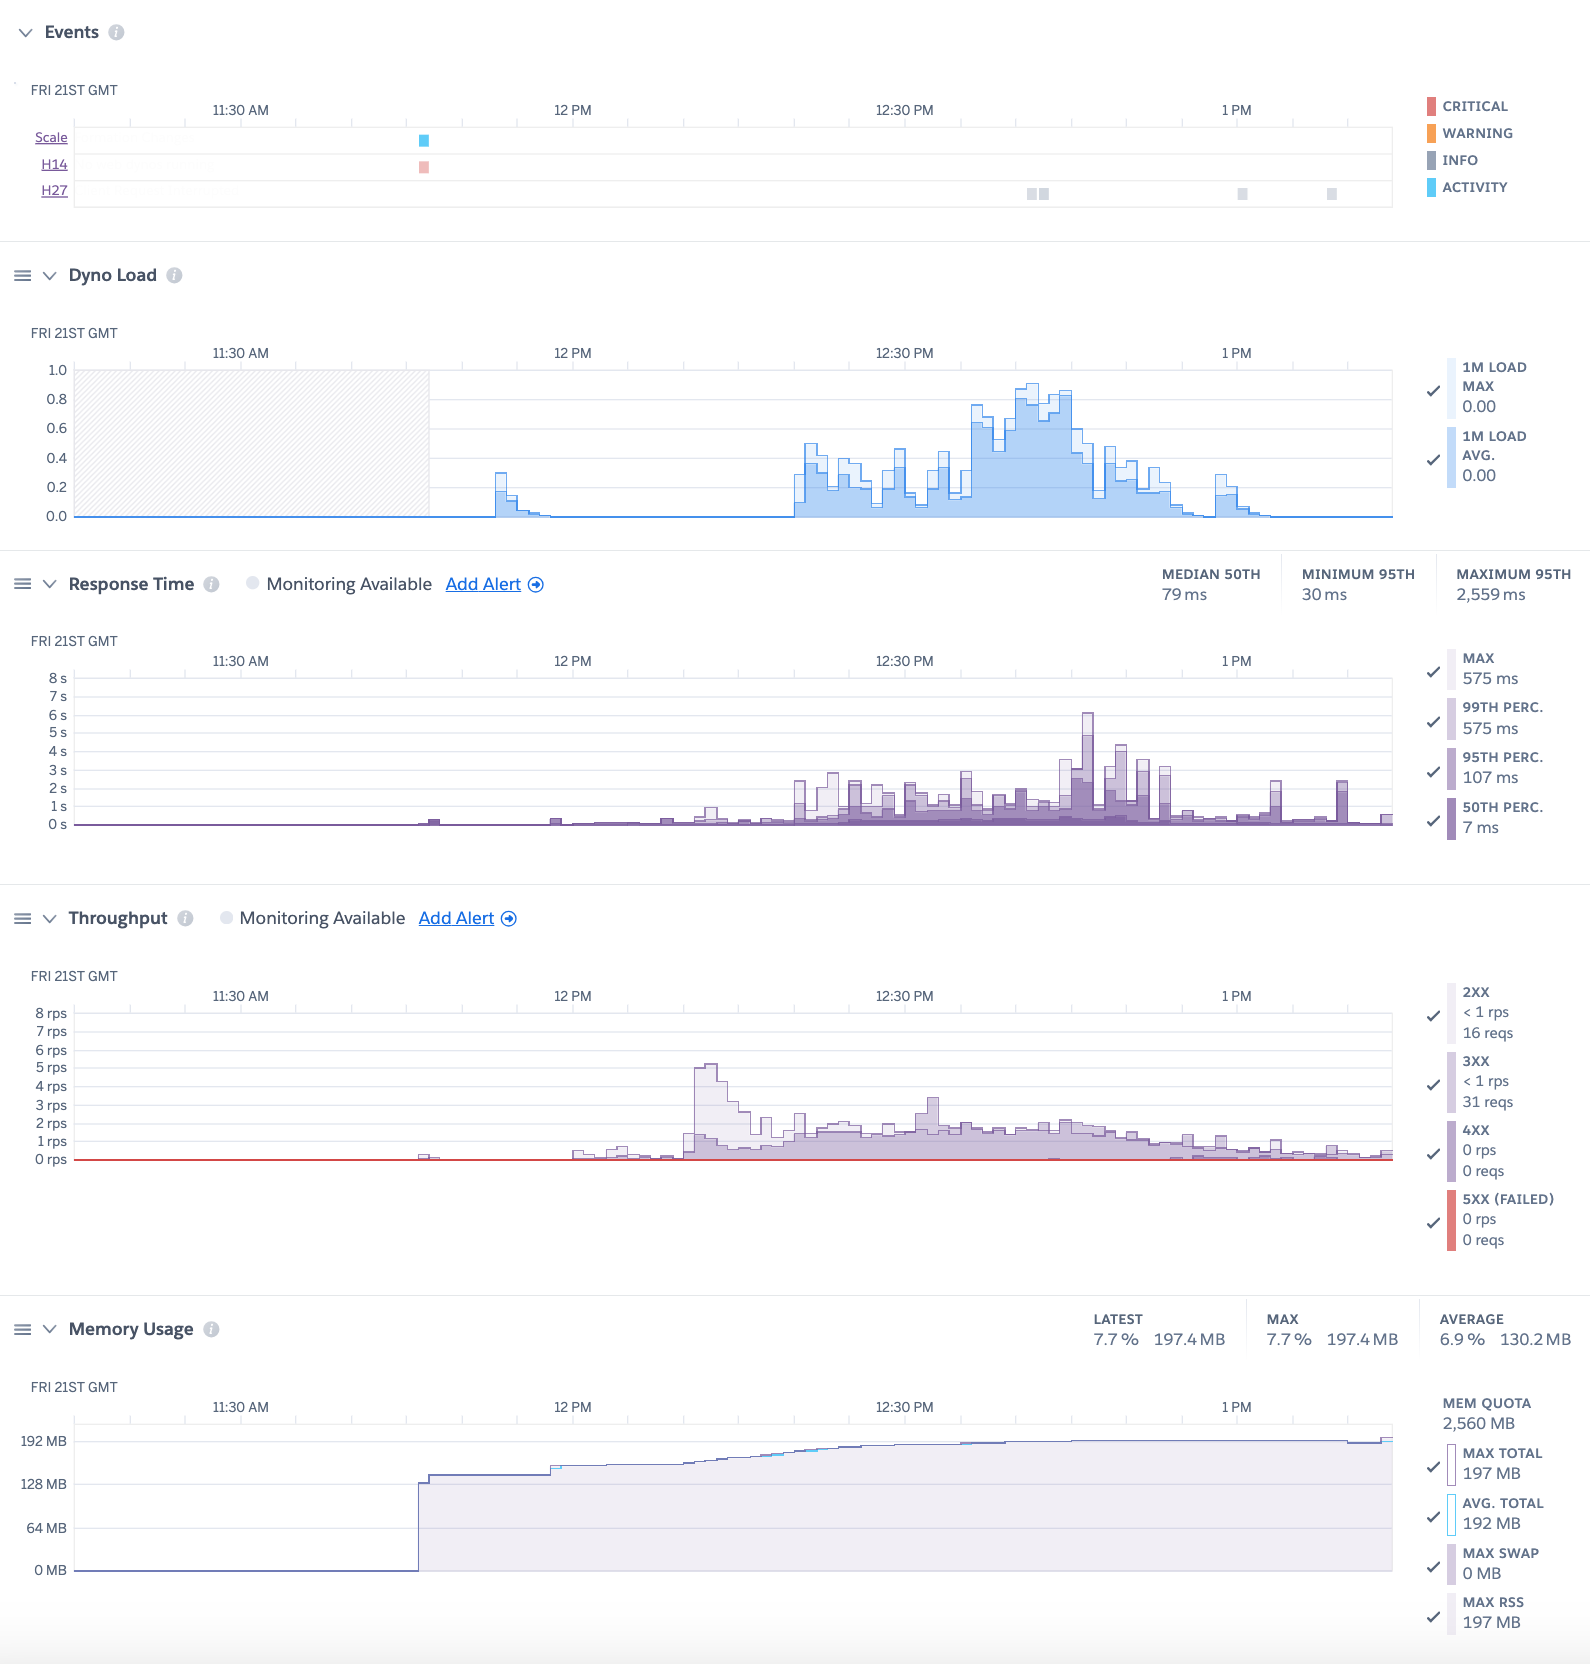 Events
FRI 21ST GMT
11:30 AM 12 PM 12:30 PM 1 PM
Scale
H14
H27
CRITICAL
WARNING
INFO
ACTIVITY
Dyno Load
FRI 21ST GMT
11:30 AM 12 PM 12:30 PM 1 PM
1.0
0.8
0.6
0.4
0.2
0.0
1M LOAD
MAX
0.00
1M LOAD
AVG.
0.00
Response Time Monitoring Available Add Alert
MEDIAN 50TH MINIMUM 95TH MAXIMUM 95TH
79 ms 30 ms 2,559 ms
FRI 21ST GMT
11:30 AM 12 PM 12:30 PM 1 PM
8 s
7 s
6 s
5 s
4 s
3 s
2 s
1 s
0 s
MAX
575 ms
99TH PERC.
575 ms
95TH PERC.
107 ms
50TH PERC.
7 ms
Throughput Monitoring Available Add Alert
FRI 21ST GMT
11:30 AM 12 PM 12:30 PM 1 PM
8 rps
7 rps
6 rps
5 rps
4 rps
3 rps
2 rps
1 rps
0 rps
2XX
< 1 rps
16 reqs
3XX
< 1 rps
31 reqs
4XX
0 rps
0 reqs
5XX (FAILED)
0 rps
0 reqs
Memory Usage
LATEST MAX AVERAGE
7.7 % 197.4 MB 7.7 % 197.4 MB 6.9 % 130.2 MB
FRI 21ST GMT
11:30 AM 12 PM 12:30 PM 1 PM
192 MB
128 MB
64 MB
0 MB
MEM QUOTA
2,560 MB
MAX TOTAL
197 MB
AVG. TOTAL
192 MB
MAX SWAP
0 MB
MAX RSS
197 MB